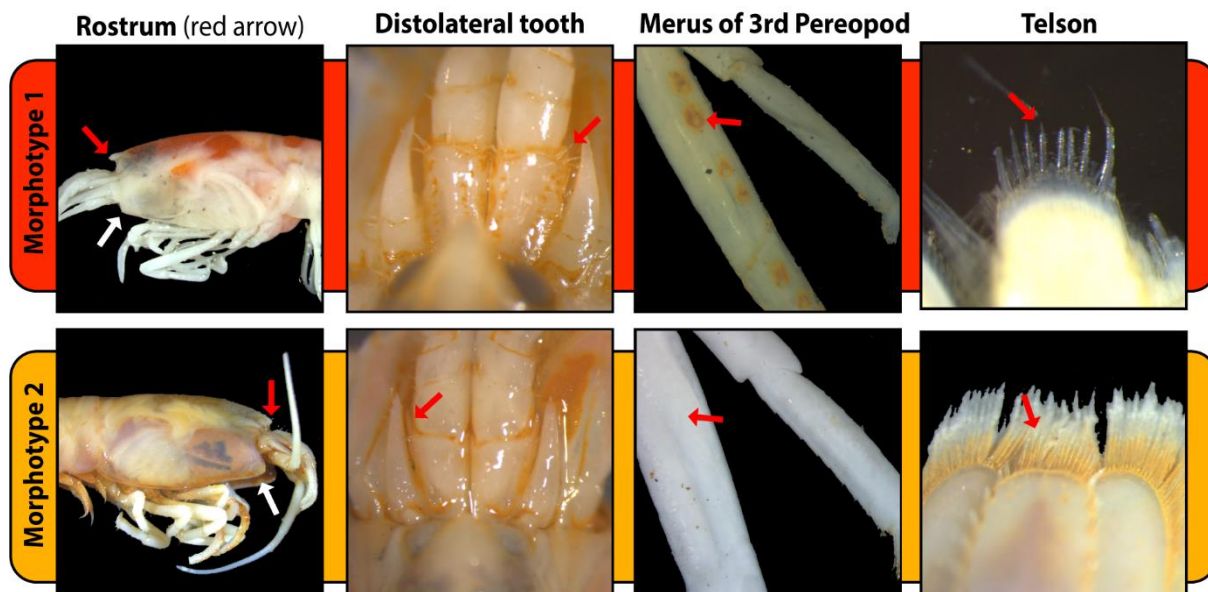 Rostrum (red arrow)
Distolateral tooth
Merus of 3rd Pereopod
Telson
Morphotype 1
Morphotype 2